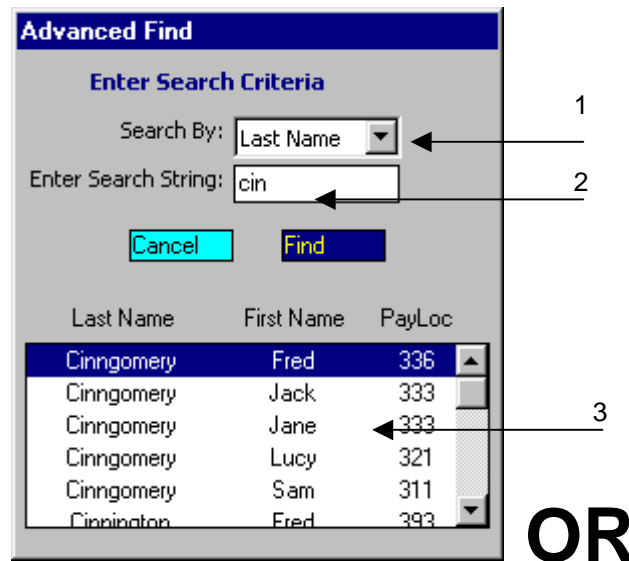 Advanced Find
Enter Search Criteria
Search By: Last Name
1
Enter Search String: cin
2
Cancel Find
Last Name First Name PayLoc
Cinngomery Fred 336
Cinngomery Jack 333
Cinngomery Jane 333
3
Cinngomery Lucy 321
Cinngomery Sam 311
Cinnington Fred 393
OR